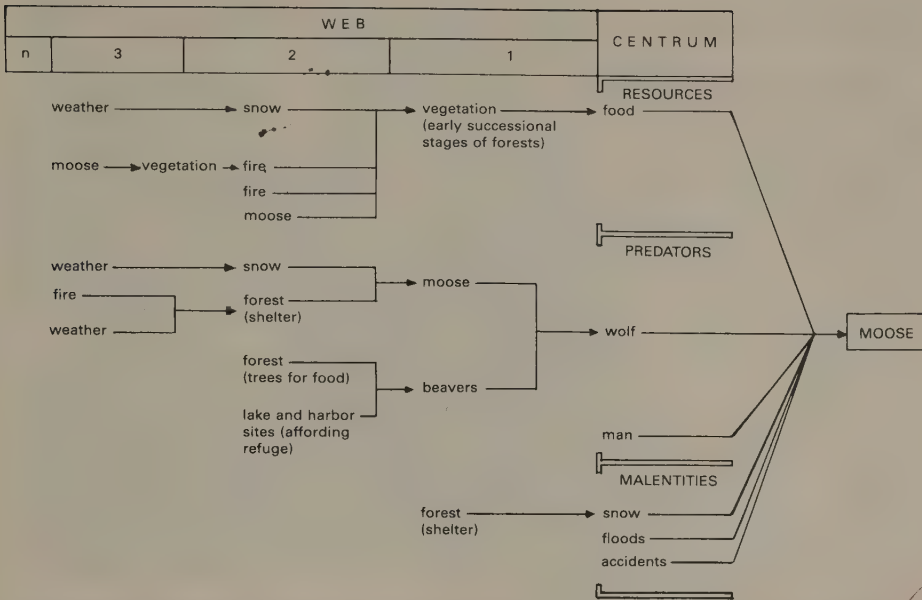 WEB
CENTRUM
n 3 2 1
RESOURCES
weather snow vegetation food
(early successional
stages of forests)
moose vegetation fire
fire
moose
PREDATORS
weather snow moose
fire forest
(shelter)
weather wolf MOOSE
forest
(trees for food)
beavers
lake and harbor
sites (affording
refuge)
man
MALENTITIES
forest snow
(shelter)
floods
accidents